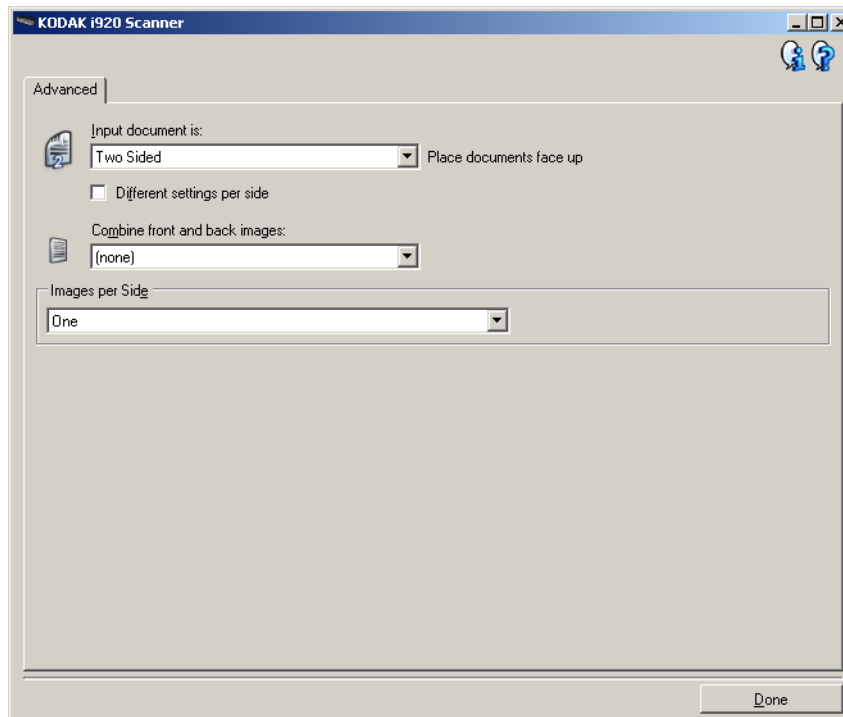 KODAK i920 Scanner
Advanced
Input document is:
Two Sided
Place documents face up
Different settings per side
Combine front and back images:
(none)
Images per Side
One
Done